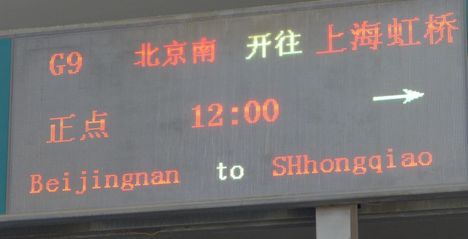 G9 北京南 开往 上海虹桥
正点 12:00 →
Beijingnan to SHhongqiao